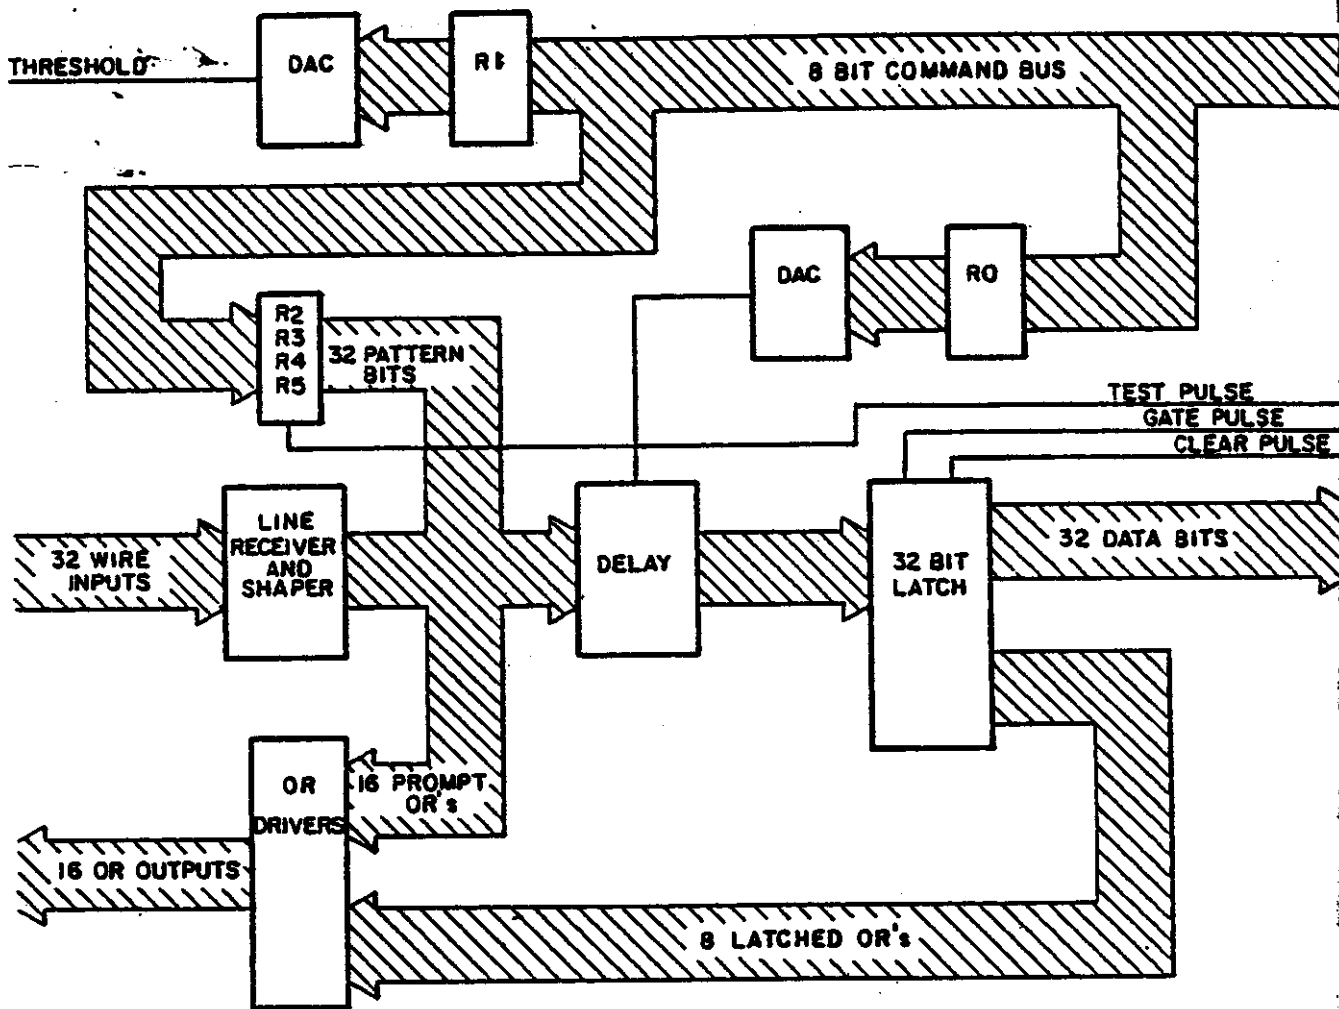 THRESHOLD
DAC
R1
8 BIT COMMAND BUS
DAC
R0
R2
R3
R4
R5
32 PATTERN
BITS
TEST PULSE
GATE PULSE
CLEAR PULSE
32 WIRE
INPUTS
LINE
RECEIVER
AND
SHAPER
DELAY
32 BIT
LATCH
32 DATA BITS
OR
DRIVERS
16 PROMPT
OR's
16 OR OUTPUTS
8 LATCHED OR's